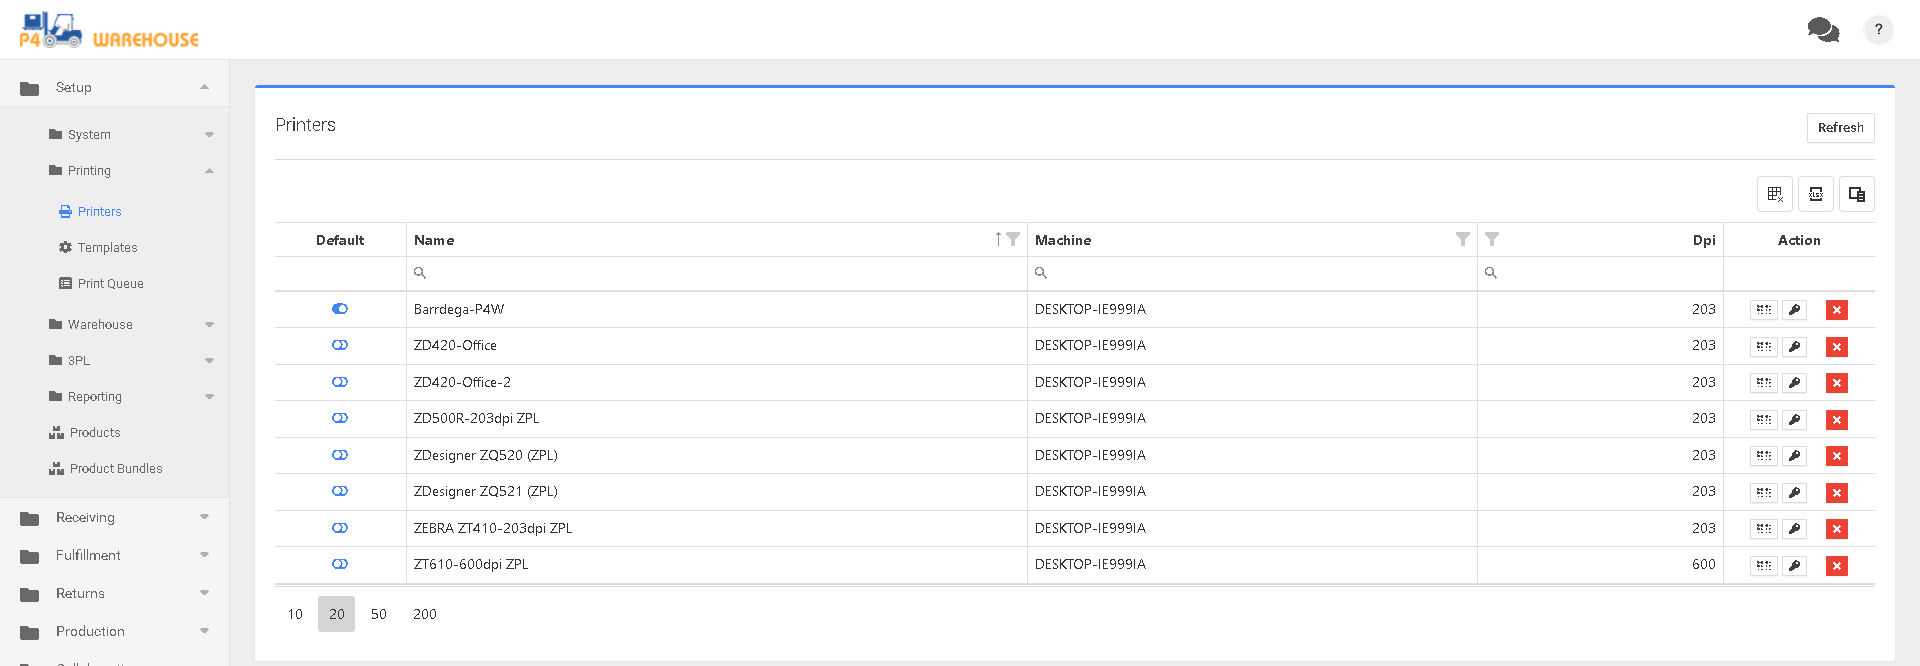 P4 WAREHOUSE
?
Setup
System
Printing
Printers
Templates
Print Queue
Warehouse
3PL
Reporting
Products
Product Bundles
Receiving
Fulfillment
Returns
Production
Printers
Refresh
xlsx
Default Name Machine Dpi Action
Barrdega-P4W DESKTOP-IE999IA 203
ZD420-Office DESKTOP-IE999IA 203
ZD420-Office-2 DESKTOP-IE999IA 203
ZD500R-203dpi ZPL DESKTOP-IE999IA 203
ZDesigner ZQ520 (ZPL) DESKTOP-IE999IA 203
ZDesigner ZQ521 (ZPL) DESKTOP-IE999IA 203
ZEBRA ZT410-203dpi ZPL DESKTOP-IE999IA 203
ZT610-600dpi ZPL DESKTOP-IE999IA 600
10 20 50 200